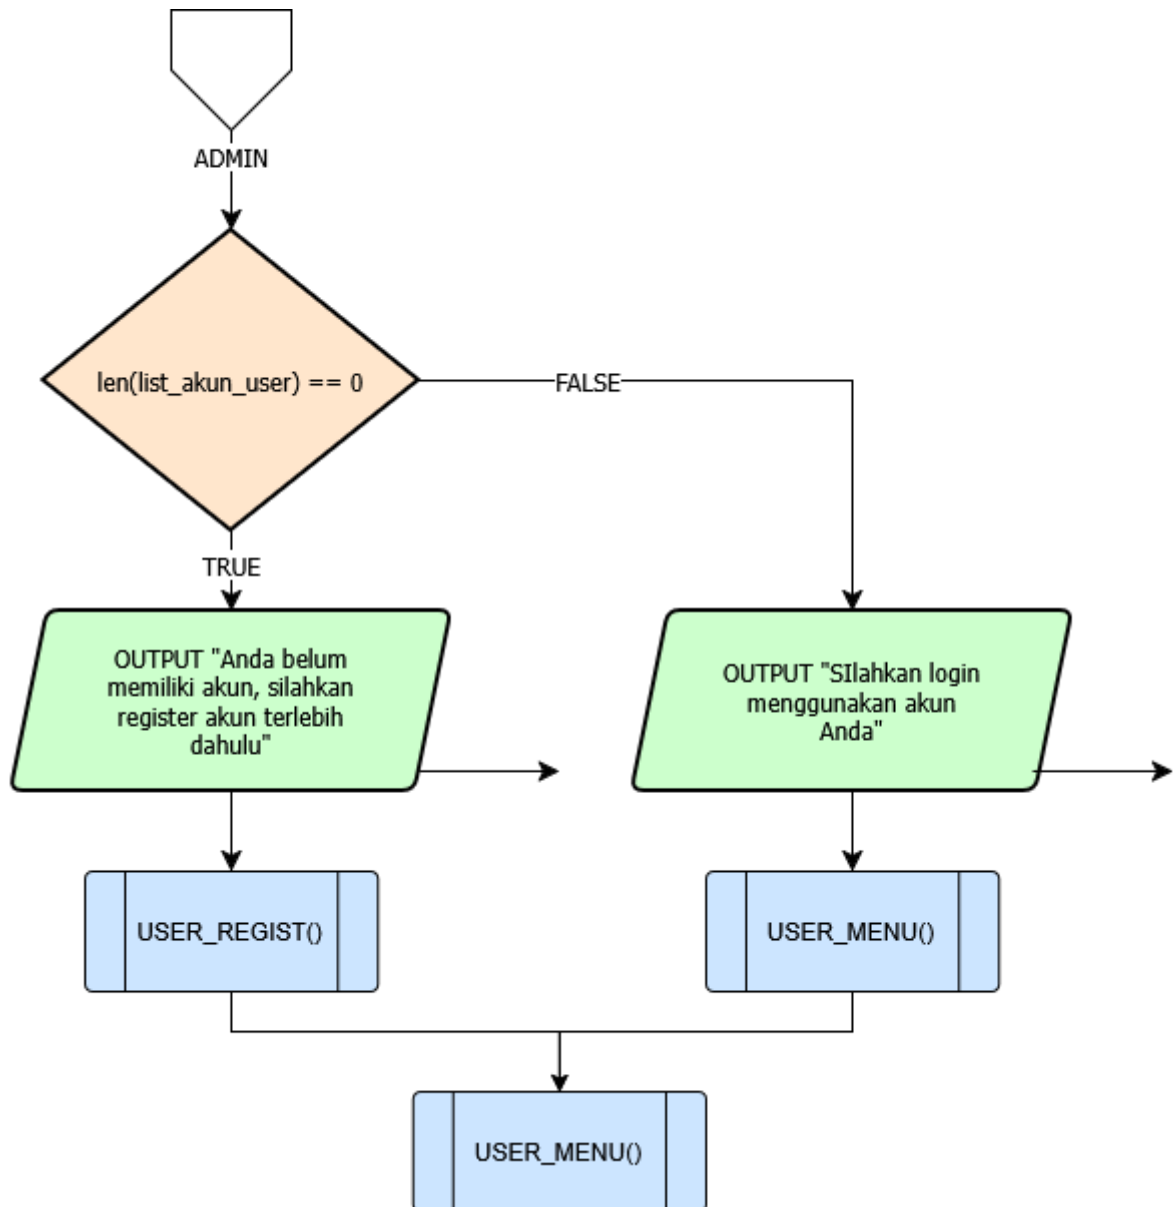 ADMIN
len(list_akun_user) == 0
FALSE
TRUE
OUTPUT "Anda belum
memiliki akun, silahkan
register akun terlebih
dahulu"
OUTPUT "SIlahkan login
menggunakan akun
Anda"
USER_REGIST()
USER_MENU()
USER_MENU()